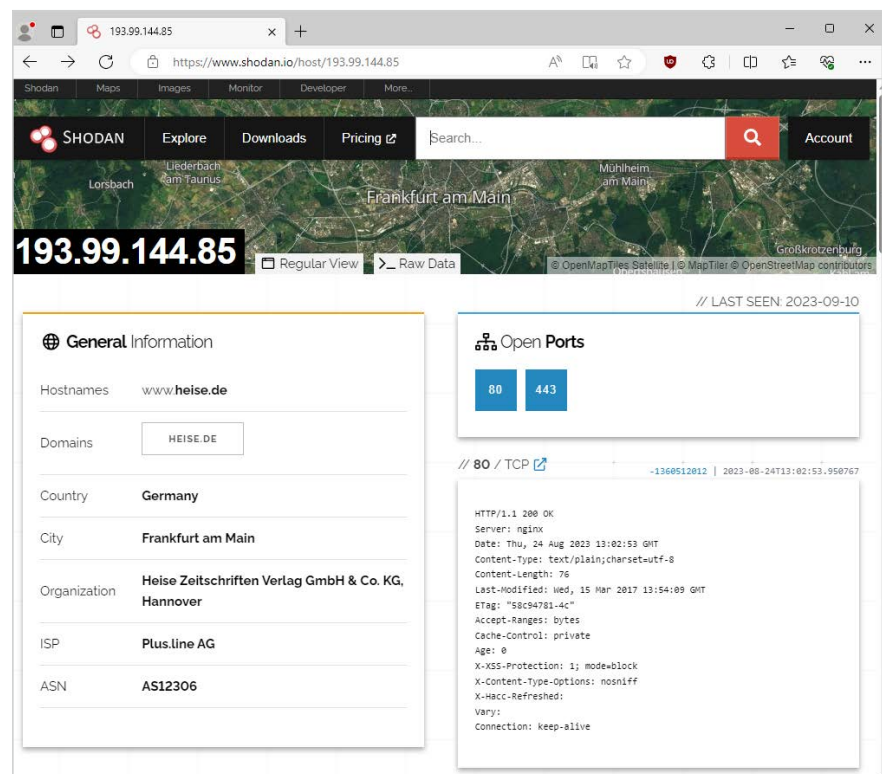 193.99.144.85
https://www.shodan.io/host/193.99.144.85
Shodan Maps Images Monitor Developer More...
SHODAN Explore Downloads Pricing Search... Account
Liederbach
am Taunus
Lorsbach
Mühlheim
am Main
Frankfurt am Main
Großkrotzenburg
193.99.144.85
Regular View >_ Raw Data
© OpenMapTiles Satellite | © MapTiler © OpenStreetMap contributors
// LAST SEEN: 2023-09-10
General Information
Hostnames www.heise.de
Domains HEISE.DE
Country Germany
City Frankfurt am Main
Organization Heise Zeitschriften Verlag GmbH & Co. KG,
Hannover
ISP Plus.line AG
ASN AS12306
Open Ports
80 443
// 80 / TCP
-1360512012 | 2023-08-24T13:02:53.950767
HTTP/1.1 200 OK
Server: nginx
Date: Thu, 24 Aug 2023 13:02:53 GMT
Content-Type: text/plain;charset=utf-8
Content-Length: 76
Last-Modified: Wed, 15 Mar 2017 13:54:09 GMT
ETag: "58c94781-4c"
Accept-Ranges: bytes
Cache-Control: private
Age: 0
X-XSS-Protection: 1; mode=block
X-Content-Type-Options: nosniff
X-Hacc-Refreshed:
Vary:
Connection: keep-alive